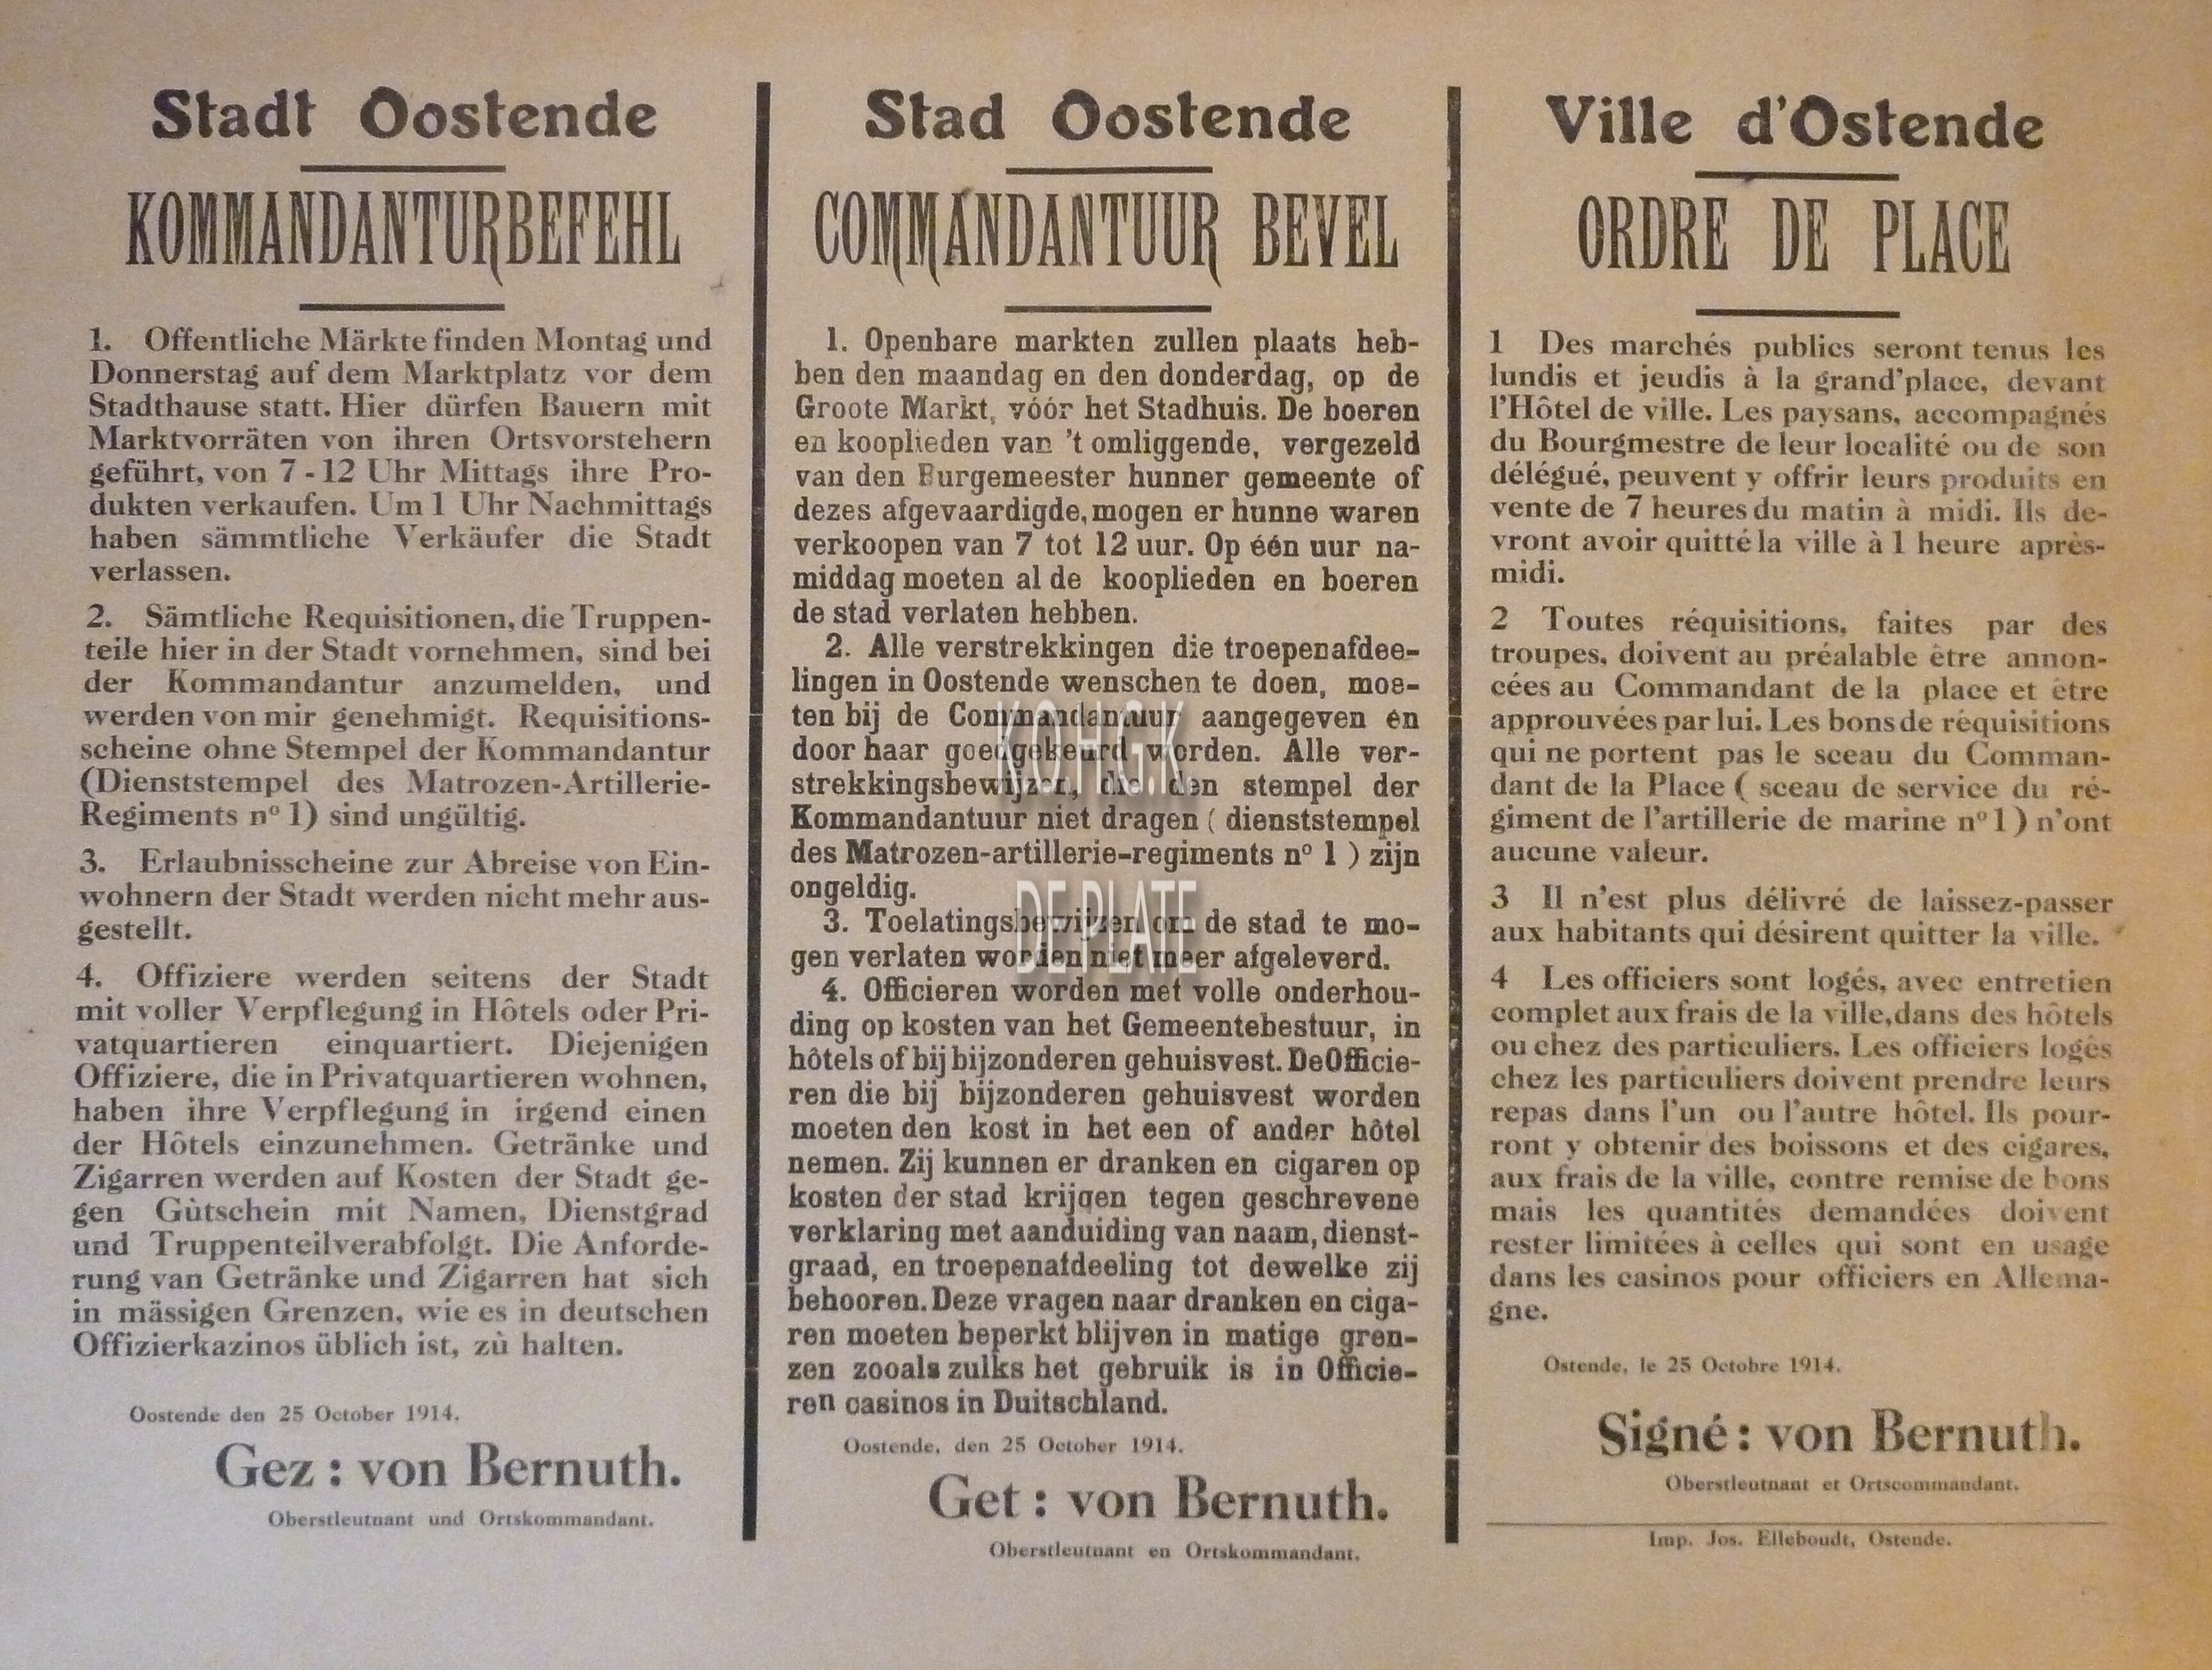 Stadt Oostende
KOMMANDANTURBEFEHL
1. Offentliche Märkte finden Montag und
Donnerstag auf dem Marktplatz vor dem
Stadthause statt. Hier dürfen Bauern mit
Marktvorräten von ihren Ortsvorstehern
geführt, von 7-12 Uhr Mittags ihre Pro-
dukten verkaufen. Um 1 Uhr Nachmittags
haben sämmtliche Verkäufer die Stadt
verlassen.
2. Sämtliche Requisitionen, die Truppen-
teile hier in der Stadt vornehmen, sind bei
der Kommandantur anzumelden, und
werden von mir genehmigt. Requisitions-
scheine ohne Stempel der Kommandantur
(Dienststempel des Matrozen-Artillerie-
Regiments nº 1) sind ungültig.
3. Erlaubnisscheine zur Abreise von Ein-
wohnern der Stadt werden nicht mehr aus-
gestellt.
4. Offiziere werden seitens der Stadt
mit voller Verpflegung in Hôtels oder Pri-
vatquartieren einquartiert. Diejenigen
Offiziere, die in Privatquartieren wohnen,
haben ihre Verpflegung in irgend einen
der Hôtels einzunehmen. Getränke und
Zigarren werden auf Kosten der Stadt ge-
gen Gùtschein mit Namen, Dienstgrad
und Truppenteilverabfolgt. Die Anforde-
rung van Getränke und Zigarren hat sich
in mässigen Grenzen, wie es in deutschen
Offizierkazinos üblich ist, zù halten.
Oostende den 25 October 1914.
Gez : von Bernuth.
Oberstleutnant und Ortskommandant.
Stad Oostende
COMMANDANTUUR BEVEL
1. Openbare markten zullen plaats heb-
ben den maandag en den donderdag, op de
Groote Markt, vóór het Stadhuis. De boeren
en kooplieden van 't omliggende, vergezeld
van den Burgemeester hunner gemeente of
dezes afgevaardigde, mogen er hunne waren
verkoopen van 7 tot 12 uur. Op één uur na-
middag moeten al de kooplieden en boeren
de stad verlaten hebben.
2. Alle verstrekkingen die troepenafdee-
lingen in Oostende wenschen te doen, moe-
ten bij de Commandantuur aangegeven en
door haar goedgekeurd worden. Alle ver-
strekkingsbewijzen, die den stempel der
Kommandantuur niet dragen ( dienststempel
des Matrozen-artillerie-regiments nº 1 ) zijn
ongeldig.
3. Toelatingsbewijzen om de stad te mo-
gen verlaten worden niet meer afgeleverd.
4. Officieren worden met volle onderhou-
ding op kosten van het Gemeentebestuur, in
hôtels of bij bijzonderen gehuisvest. De Officie-
ren die bij bijzonderen gehuisvest worden
moeten den kost in het een of ander hôtel
nemen. Zij kunnen er dranken en cigaren op
kosten der stad krijgen tegen geschrevene
verklaring met aanduiding van naam, dienst-
graad, en troepenafdeeling tot dewelke zij
behooren. Deze vragen naar dranken en ciga-
ren moeten beperkt blijven in matige gren-
zen zooals zulks het gebruik is in Officie-
ren casinos in Duitschland.
Oostende, den 25 October 1914.
Get : von Bernuth.
Oberstleutnant en Ortskommandant.
K.O.H.G.K
DE PLATE
Ville d'Ostende
ORDRE DE PLACE
1 Des marchés publics seront tenus les
lundis et jeudis à la grand'place, devant
l'Hôtel de ville. Les paysans, accompagnés
du Bourgmestre de leur localité ou de son
délégué, peuvent y offrir leurs produits en
vente de 7 heures du matin à midi. Ils de-
vront avoir quitté la ville à 1 heure après-
midi.
2 Toutes réquisitions, faites par des
troupes, doivent au préalable être annon-
cées au Commandant de la place et être
approuvées par lui. Les bons de réquisitions
qui ne portent pas le sceau du Comman-
dant de la Place ( sceau de service du ré-
giment de l'artillerie de marine nº 1 ) n'ont
aucune valeur.
3 Il n'est plus délivré de laissez-passer
aux habitants qui désirent quitter la ville.
4 Les officiers sont logés, avec entretien
complet aux frais de la ville, dans des hôtels
ou chez des particuliers. Les officiers logés
chez les particuliers doivent prendre leurs
repas dans l'un ou l'autre hôtel. Ils pour-
ront y obtenir des boissons et des cigares,
aux frais de la ville, contre remise de bons
mais les quantités demandées doivent
rester limitées à celles qui sont en usage
dans les casinos pour officiers en Allema-
gne.
Ostende, le 25 Octobre 1914.
Signé : von Bernuth.
Oberstleutnant et Ortscommandant.
Imp. Jos. Elleboudt, Ostende.